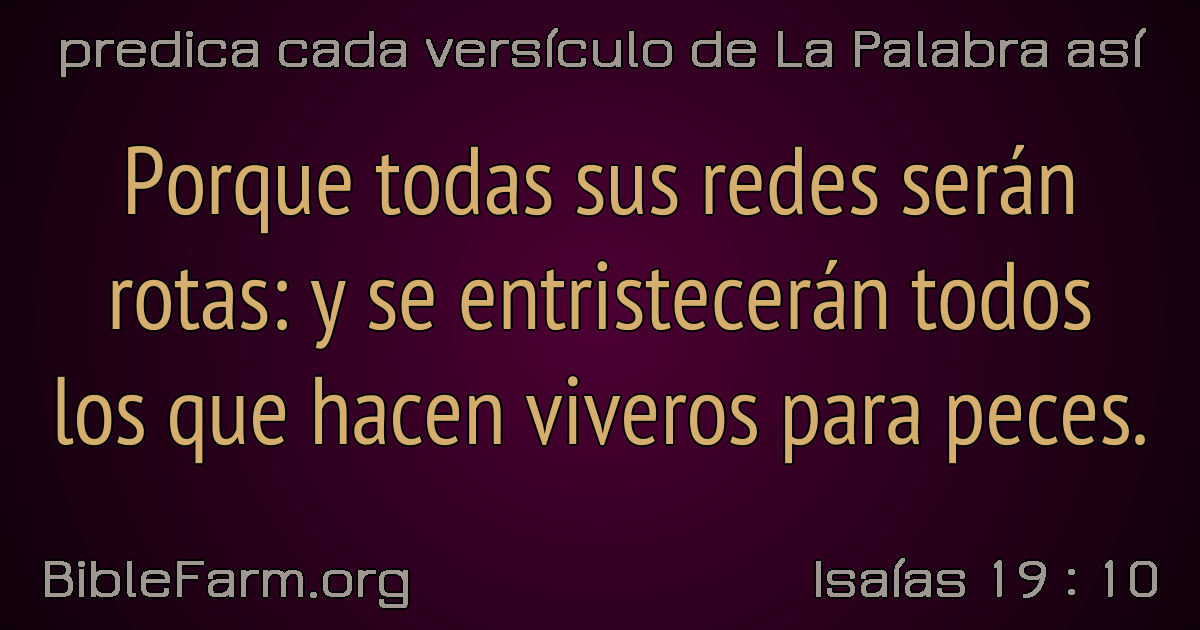 predica cada versículo de La Palabra así
Porque todas sus redes serán
rotas: y se entristecerán todos
los que hacen viveros para peces.
BibleFarm.org
Isaías 19 : 10